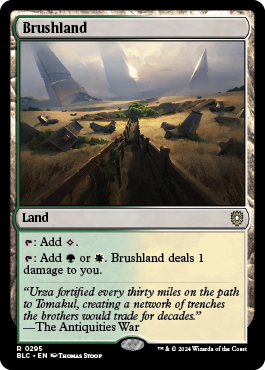 Brushland
Land
: Add .
: Add or . Brushland deals 1
damage to you.
“Urza fortified every thirty miles on the path
to Tomakul, creating a network of trenches
the brothers would trade for decades.”
—The Antiquities War
R 0295
BLC • EN Thomas Stoop
™ & © 2024 Wizards of the Coast